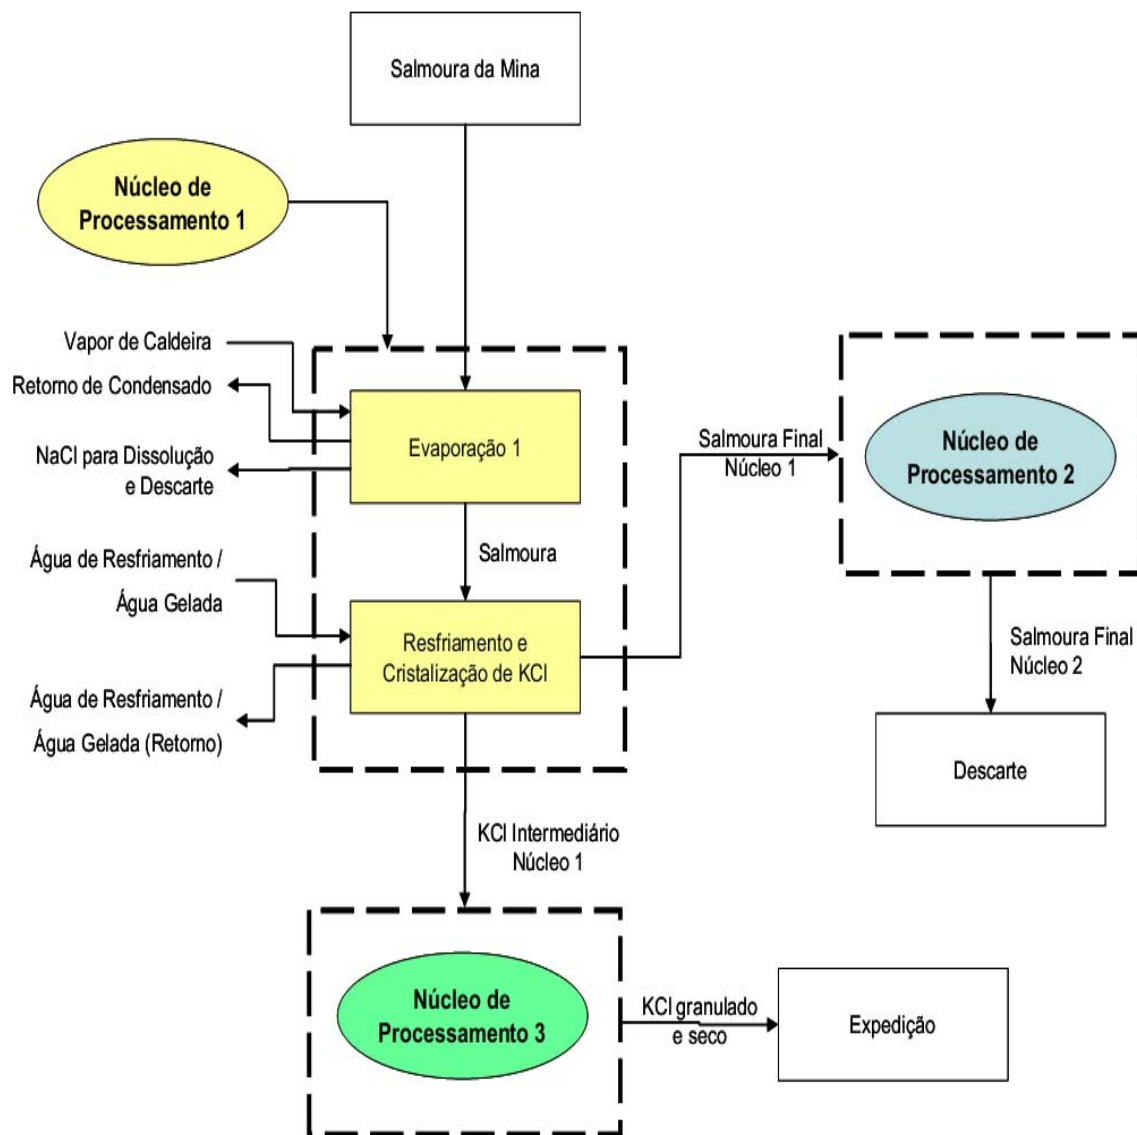 Salmoura da Mina
Núcleo de
Processamento 1
Vapor de Caldeira
Retorno de Condensado
NaCl para Dissolução
e Descarte
Evaporação 1
Salmoura Final
Núcleo 1
Núcleo de
Processamento 2
Salmoura
Água de Resfriamento /
Água Gelada
Resfriamento e
Cristalização de KCl
Água de Resfriamento /
Água Gelada (Retorno)
Salmoura Final
Núcleo 2
Descarte
KCl Intermediário
Núcleo 1
Núcleo de
Processamento 3
KCl granulado
e seco
Expedição